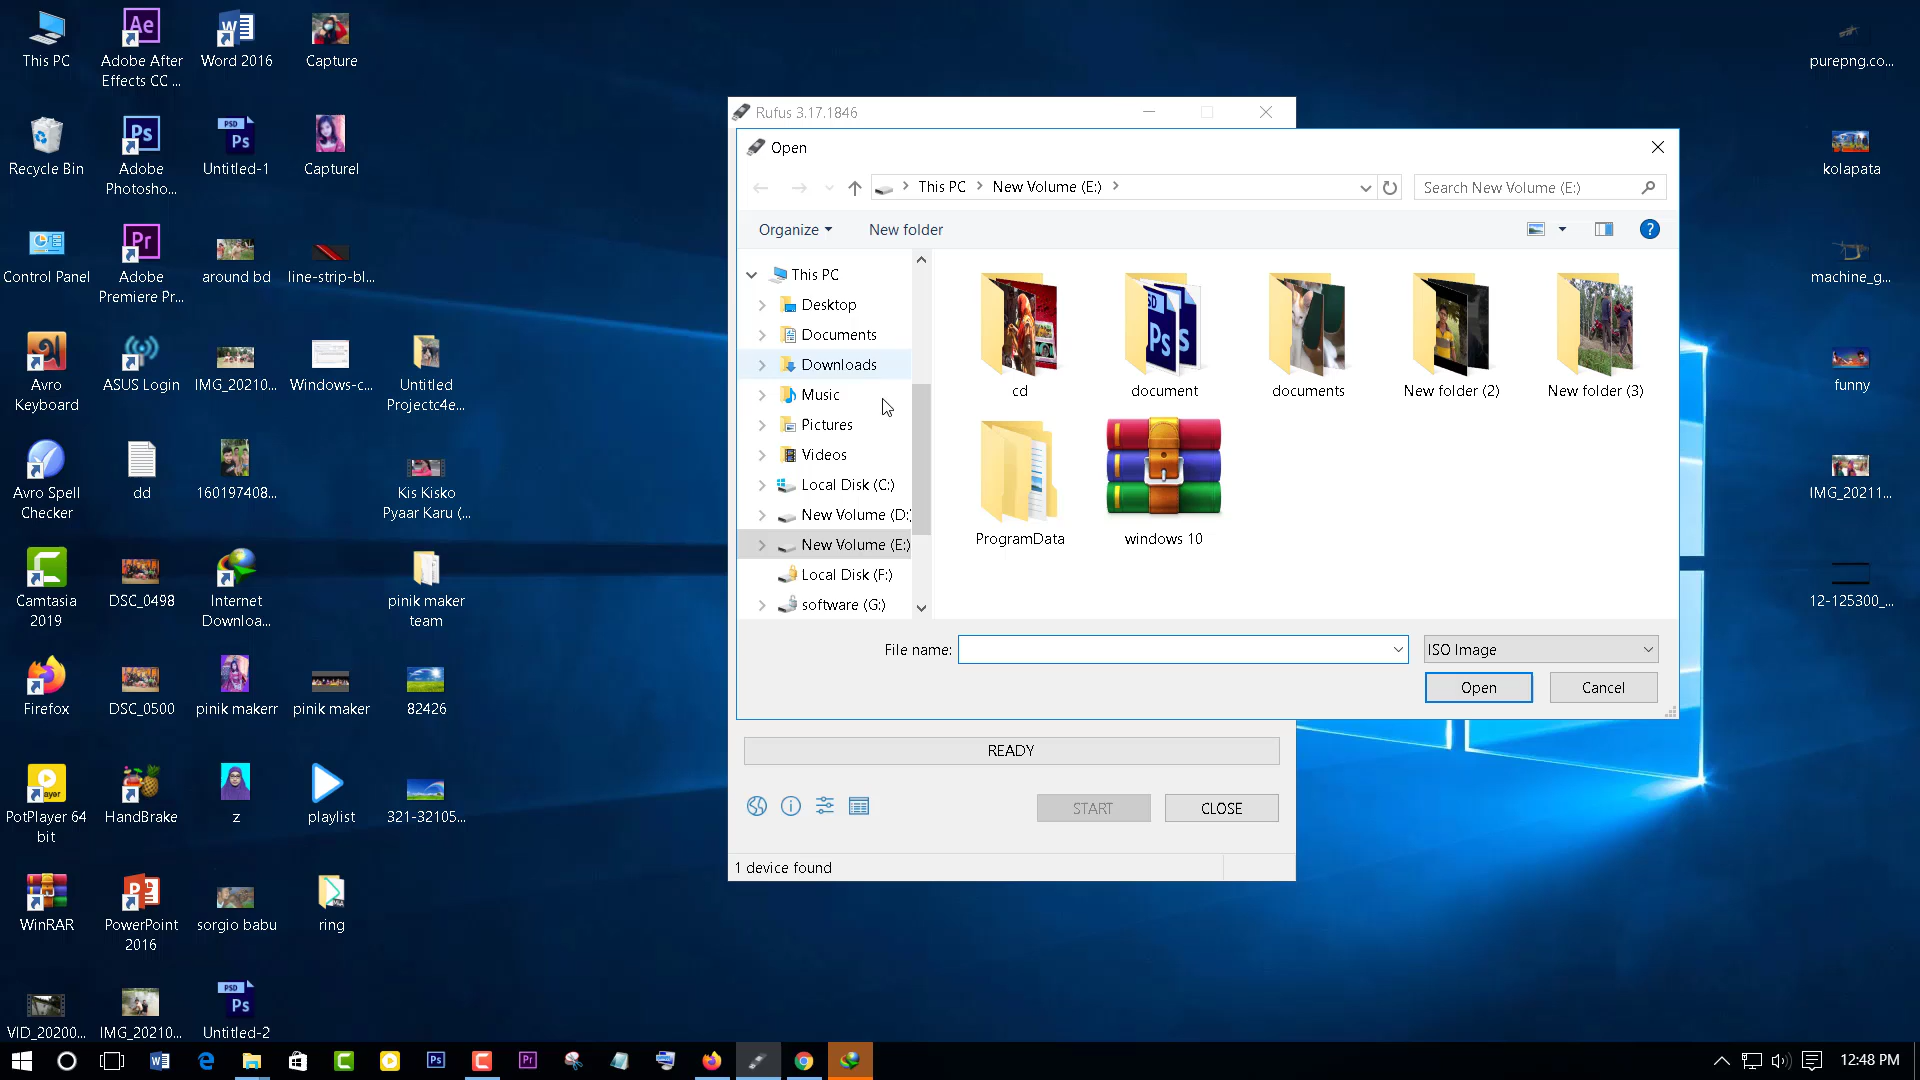 This PC
Adobe After
Effects CC ...
Word 2016
Capture
Recycle Bin
Adobe
Photosho...
Untitled-1
Capturel
Control Panel
Adobe
Premiere Pr...
around bd
line-strip-bl...
Avro
Keyboard
ASUS Login
IMG_20210...
Windows-c...
Untitled
Projectc4e...
Avro Spell
Checker
dd
160197408...
Kis Kisko
Pyaar Karu (...
Camtasia
2019
DSC_0498
Internet
Downloa...
pinik maker
team
Firefox
DSC_0500
pinik makerr
pinik maker
82426
PotPlayer 64
bit
HandBrake
z
playlist
321-32105...
WinRAR
PowerPoint
2016
sorgio babu
ring
VID_20200...
IMG_20210...
Untitled-2
Rufus 3.17.1846
Open
This PC
New Volume (E:)
Search New Volume (E:)
Organize
New folder
This PC
Desktop
Documents
Downloads
Music
Pictures
Videos
Local Disk (C:)
New Volume (D:)
New Volume (E:)
Local Disk (F:)
software (G:)
cd
document
documents
New folder (2)
New folder (3)
ProgramData
windows 10
File name:
ISO Image
Open
Cancel
READY
START
CLOSE
1 device found
purepng.co...
kolapata
machine_g...
funny
IMG_20211...
12-125300_...
12:48 PM